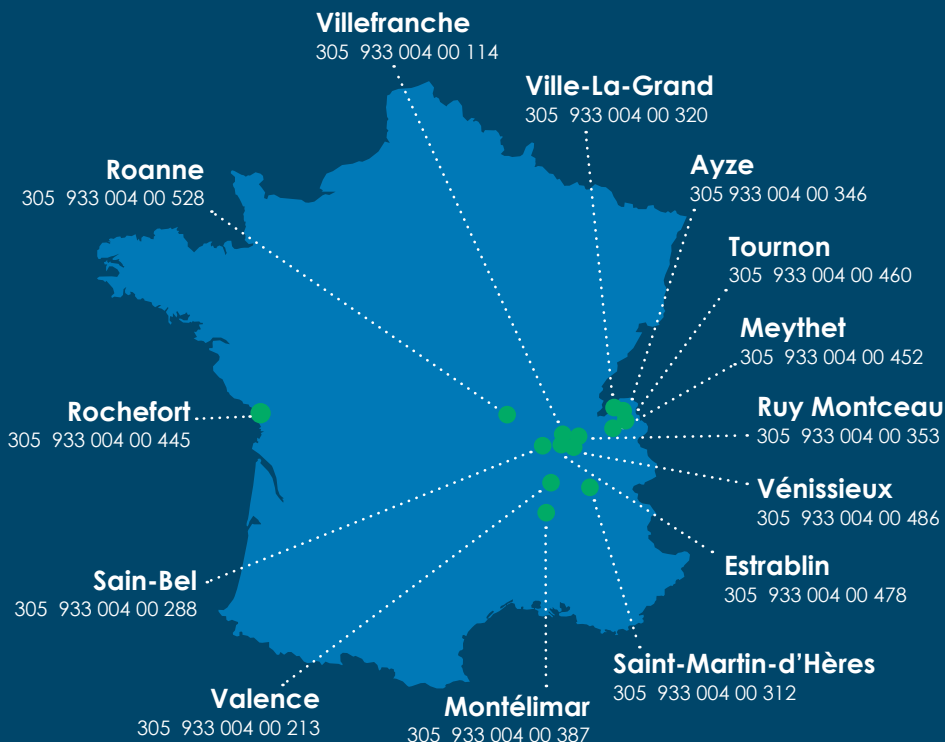 Villefranche
305 933 004 00 114
Ville-La-Grand
305 933 004 00 320
Roanne
305 933 004 00 528
Ayze
305 933 004 00 346
Tournon
305 933 004 00 460
Meythet
305 933 004 00 452
Rochefort
305 933 004 00 445
Ruy Montceau
305 933 004 00 353
Vénissieux
305 933 004 00 486
Estrablin
305 933 004 00 478
Sain-Bel
305 933 004 00 288
Saint-Martin-d'Hères
305 933 004 00 312
Valence
305 933 004 00 213
Montélimar
305 933 004 00 387